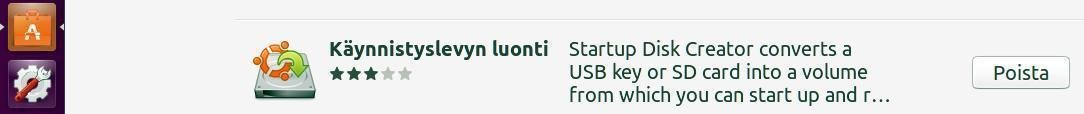 Käynnistyslevyn luonti
Startup Disk Creator converts a
USB key or SD card into a volume
from which you can start up and r…
Poista